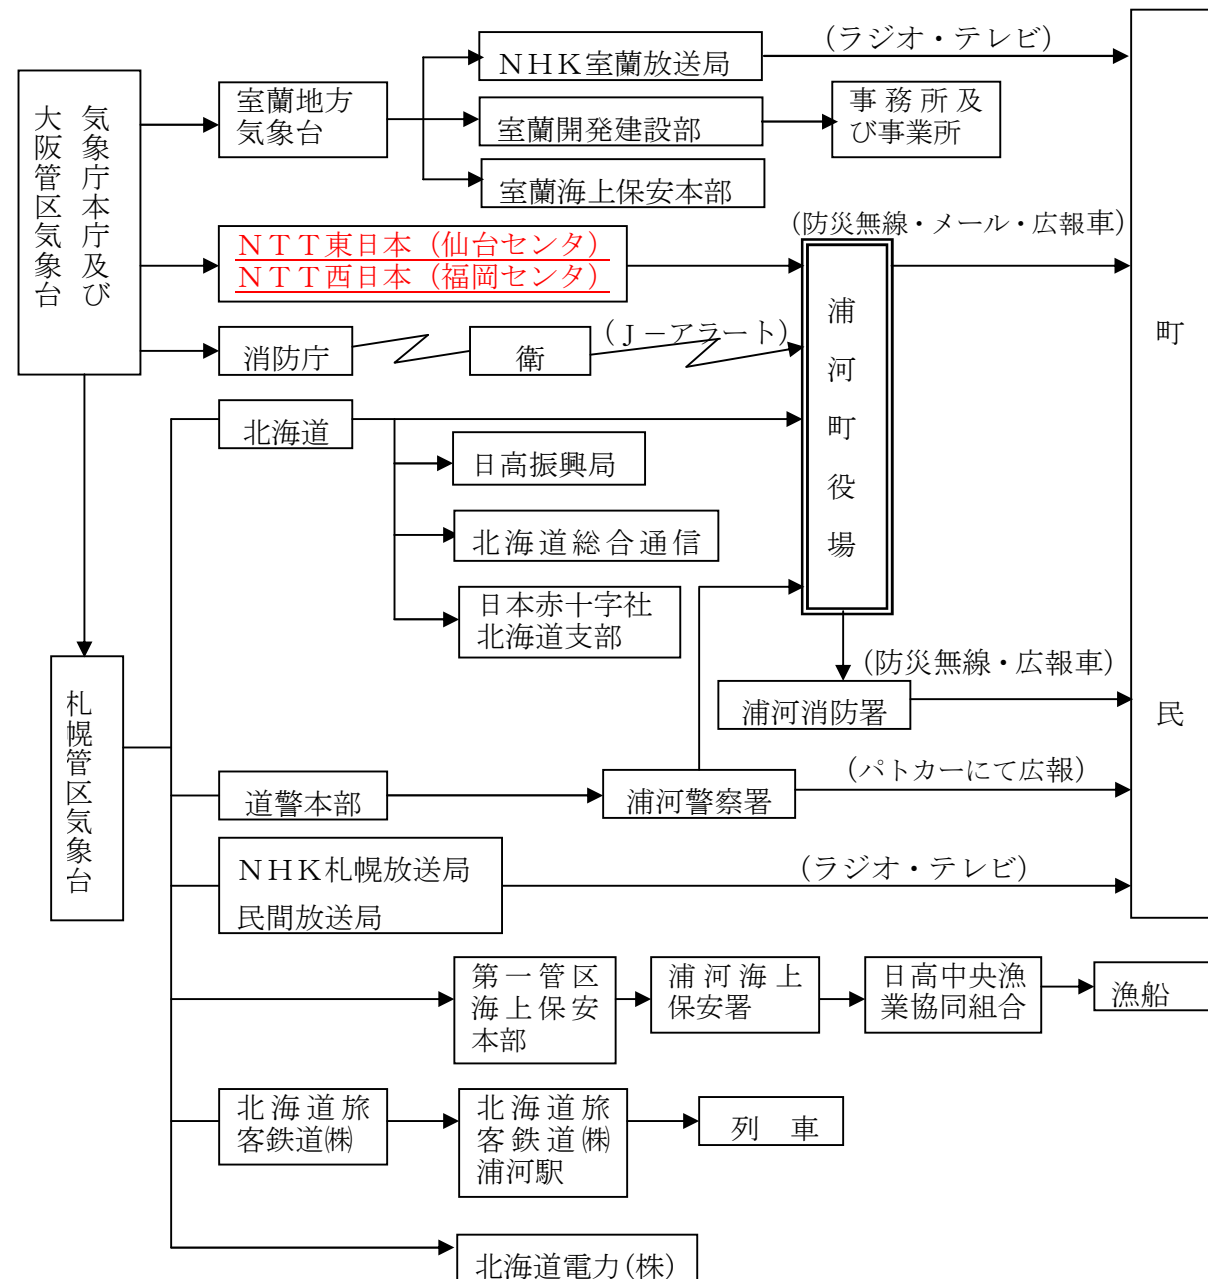 (ラジオ・テレビ)
NHK室蘭放送局
気象庁本庁及び
大阪管区気象台
室蘭地方
気象台
室蘭開発建設部
事務所及
び事業所
室蘭海上保安本部
(防災無線・メール・広報車)
NTT東日本(仙台センタ)
NTT西日本(福岡センタ)
浦河町役場
町民
消防庁
衛
(J-アラート)
北海道
日高振興局
北海道総合通信
日本赤十字社
北海道支部
(防災無線・広報車)
浦河消防署
札幌管区気象台
(パトカーにて広報)
道警本部
浦河警察署
NHK札幌放送局
民間放送局
(ラジオ・テレビ)
第一管区
海上保安
本部
浦河海上
保安署
日高中央漁
業協同組合
漁船
北海道旅
客鉄道㈱
北海道旅
客鉄道㈱
浦河駅
列 車
北海道電力(株)